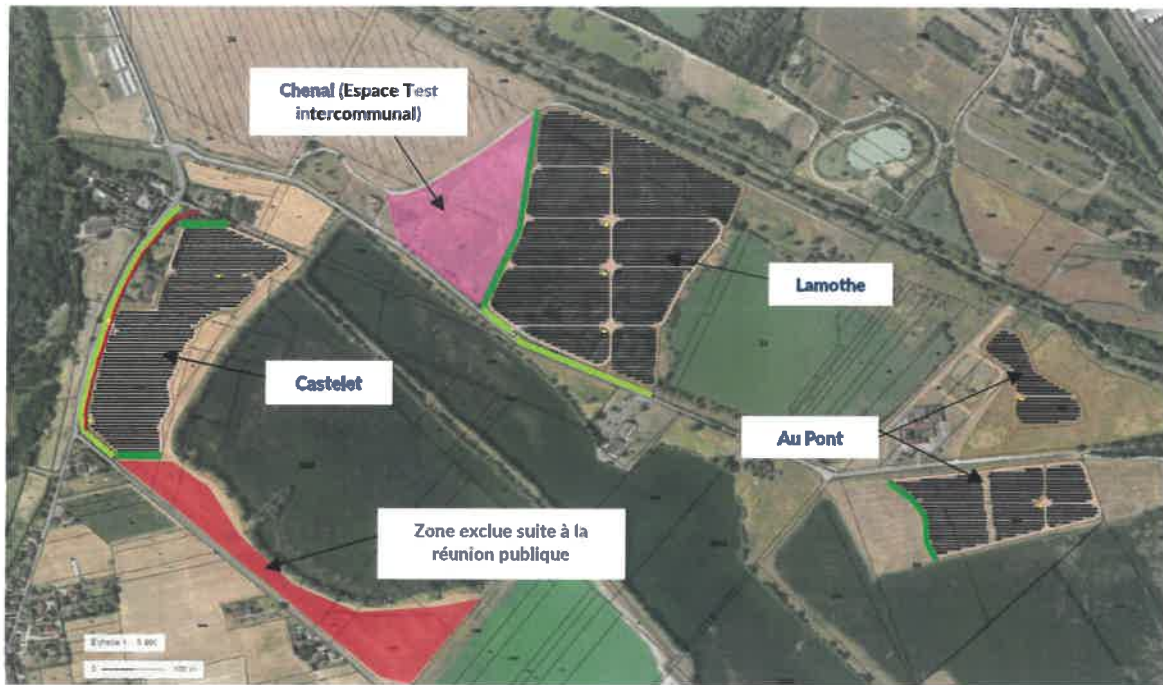 Chenal (Espace Test
intercommunal)
Lamothe
Castelet
Au Pont
Zone exclue suite à la
réunion publique